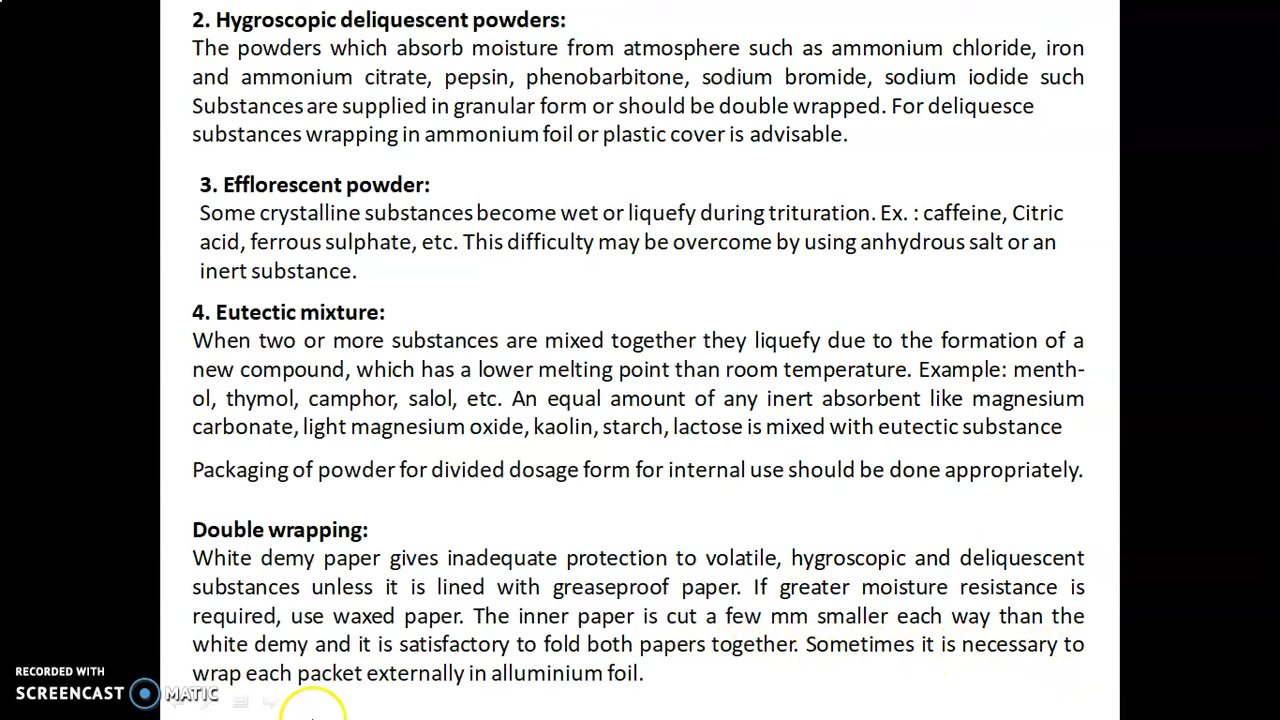 2. Hygroscopic deliquescent powders:
The powders which absorb moisture from atmosphere such as ammonium chloride, iron
and ammonium citrate, pepsin, phenobarbitone, sodium bromide, sodium iodide such
Substances are supplied in granular form or should be double wrapped. For deliquesce
substances wrapping in ammonium foil or plastic cover is advisable.
3. Efflorescent powder:
Some crystalline substances become wet or liquefy during trituration. Ex. : caffeine, Citric
acid, ferrous sulphate, etc. This difficulty may be overcome by using anhydrous salt or an
inert substance.
4. Eutectic mixture:
When two or more substances are mixed together they liquefy due to the formation of a
new compound, which has a lower melting point than room temperature. Example: menth-
ol, thymol, camphor, salol, etc. An equal amount of any inert absorbent like magnesium
carbonate, light magnesium oxide, kaolin, starch, lactose is mixed with eutectic substance
Packaging of powder for divided dosage form for internal use should be done appropriately.
Double wrapping:
White demy paper gives inadequate protection to volatile, hygroscopic and deliquescent
substances unless it is lined with greaseproof paper. If greater moisture resistance is
required, use waxed paper. The inner paper is cut a few mm smaller each way than the
white demy and it is satisfactory to fold both papers together. Sometimes it is necessary to
wrap each packet externally in alluminium foil.
RECORDED WITH
SCREENCAST MATIC